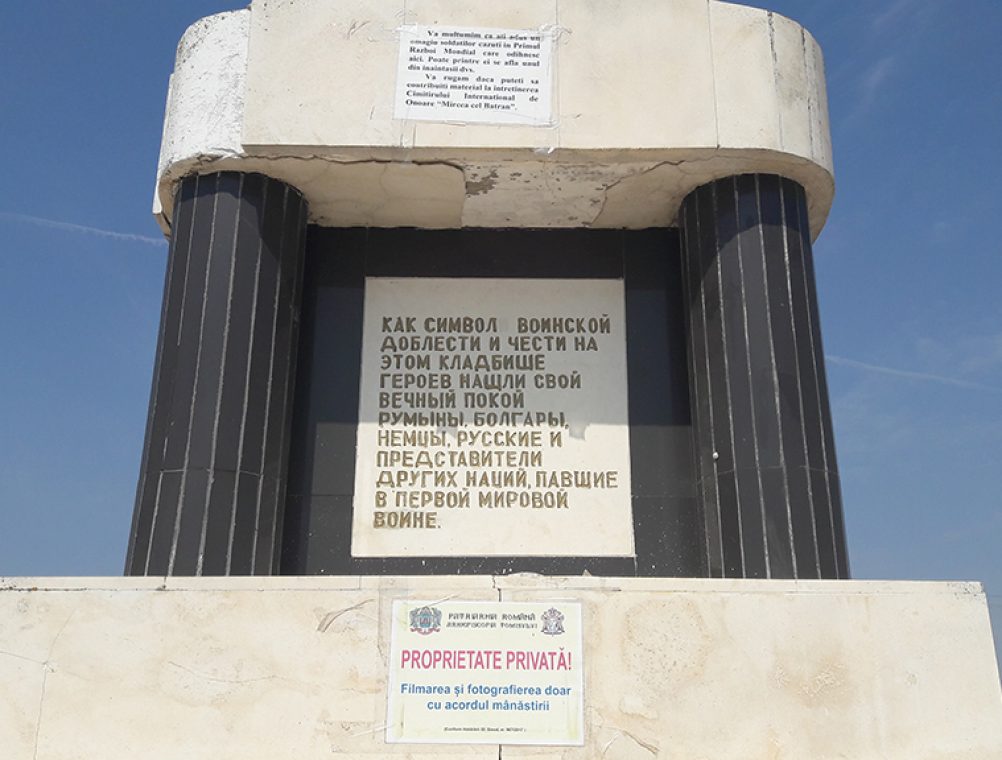 Va multumim ca ati adus un
omagiu soldatilor cazuti in Primul
Razboi Mondial care odihnesc
aici. Poate printre ei se afla unul
din inaintasii dvs.
Va rugam daca puteti sa
contribuiti material la intretinerea
Cimitirului International de
Onoare "Mircea cel Batran".
КАК СИМВОЛ ВОИНСКОЙ
ДОБЛЕСТИ И ЧЕСТИ НА
ЭТОМ КЛАДБИЩЕ
ГЕРОЕВ НАШЛИ СВОЙ
ВЕЧНЫЙ ПОКОЙ
РУМЫНЫ, БОЛГАРЫ,
НЕМЦЫ, РУССКИЕ И
ПРЕДСТАВИТЕЛИ
ДРУГИХ НАЦИЙ, ПАВШИЕ
В ПЕРВОЙ МИРОВОЙ
ВОЙНЕ.
PATRIARHIA ROMÂNĂ
ARHIEPISCOPIA TOMISULUI
PROPRIETATE PRIVATĂ!
Filmarea și fotografierea doar
cu acordul mânăstirii